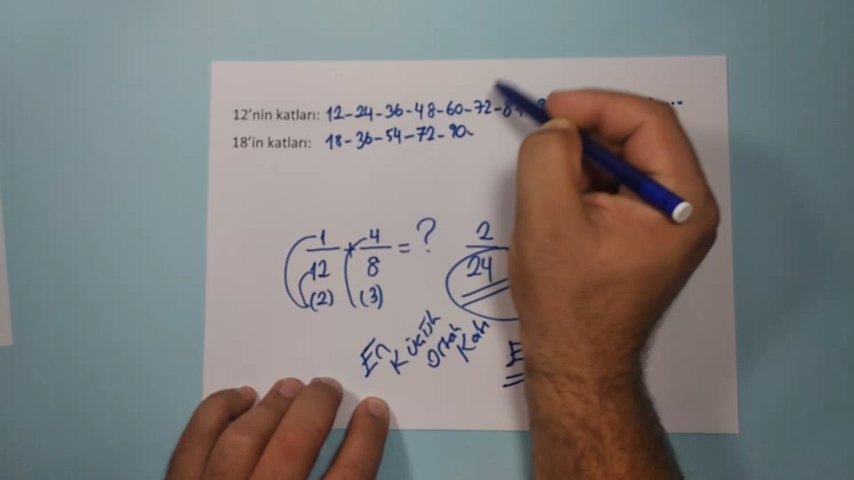 12'nin katları: 12-24-36-48-60-72-8
18'in katları: 18-36-54-72-90-
1/12 + 4/8 = ? 2/24
(2) (3)
En
Küçük
Ortak
Katı
E